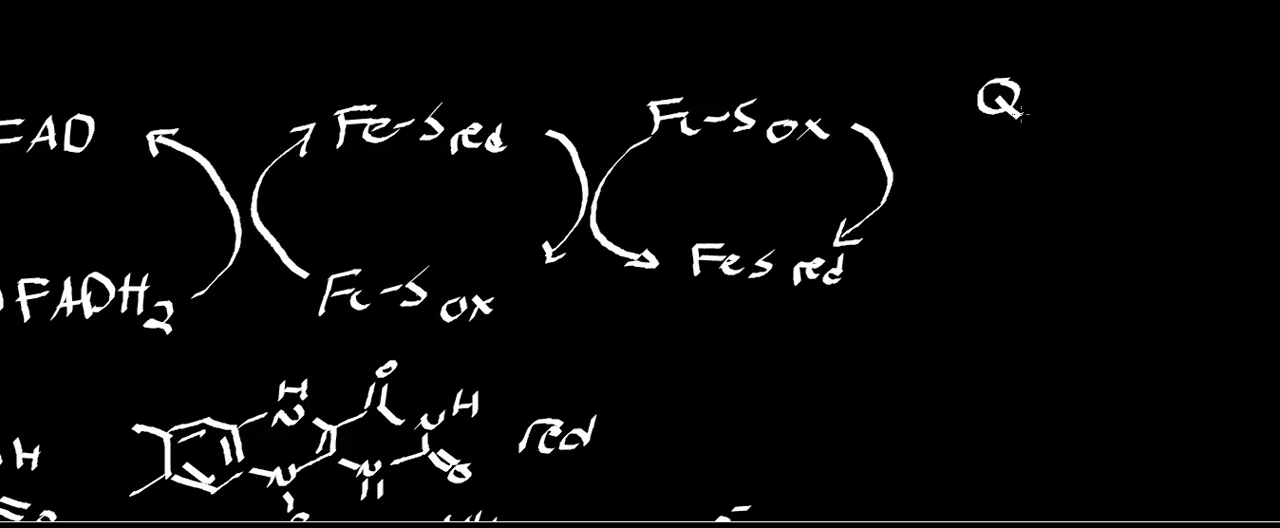 FAD Fe-S red Fe-S ox Q
FADH2 Fe-S ox FeS red
H
O
N H
N
red
H
N
N
O